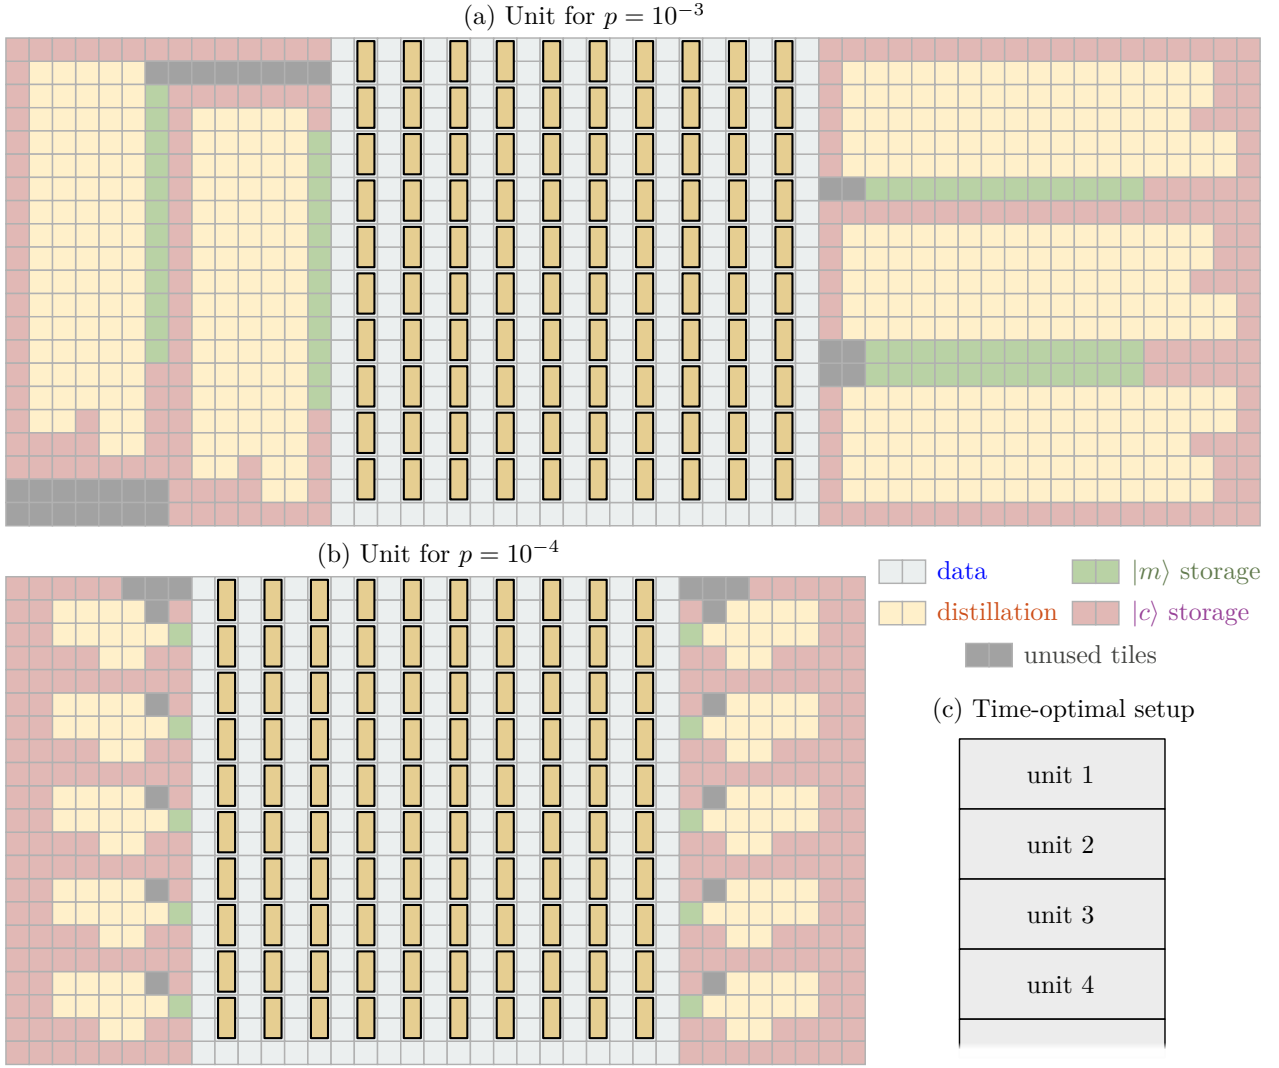 (a) Unit for $p = 10^{-3}$
(b) Unit for $p = 10^{-4}$
data
|m⟩ storage
distillation
|c⟩ storage
unused tiles
(c) Time-optimal setup
unit 1
unit 2
unit 3
unit 4